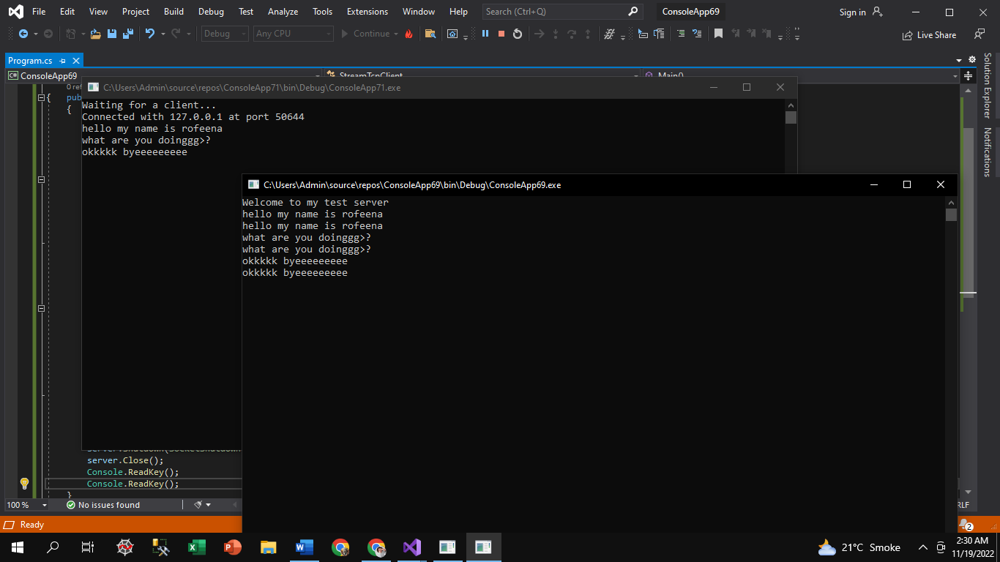 File Edit View Project Build Debug Test Analyze Tools Extensions Window Help Search (Ctrl+Q) ConsoleApp69 Sign in
Debug Any CPU Continue Live Share
Program.cs
C# ConsoleApp69 StreamTcpClient Main()
0 ref
{ pub
{
C:\Users\Admin\source\repos\ConsoleApp71\bin\Debug\ConsoleApp71.exe
Waiting for a client...
Connected with 127.0.0.1 at port 50644
hello my name is rofeena
what are you doinggg>?
okkkkk byeeeeeeeee
C:\Users\Admin\source\repos\ConsoleApp69\bin\Debug\ConsoleApp69.exe
Welcome to my test server
hello my name is rofeena
hello my name is rofeena
what are you doinggg>?
what are you doinggg>?
okkkkk byeeeeeeeee
okkkkk byeeeeeeeee
server.Shutdown(SocketShutdown
server.Close();
Console.ReadKey();
Console.ReadKey();
}
Solution Explorer
Notifications
100 % No issues found RLF
Ready 2
21°C Smoke 2:30 AM
11/19/2022